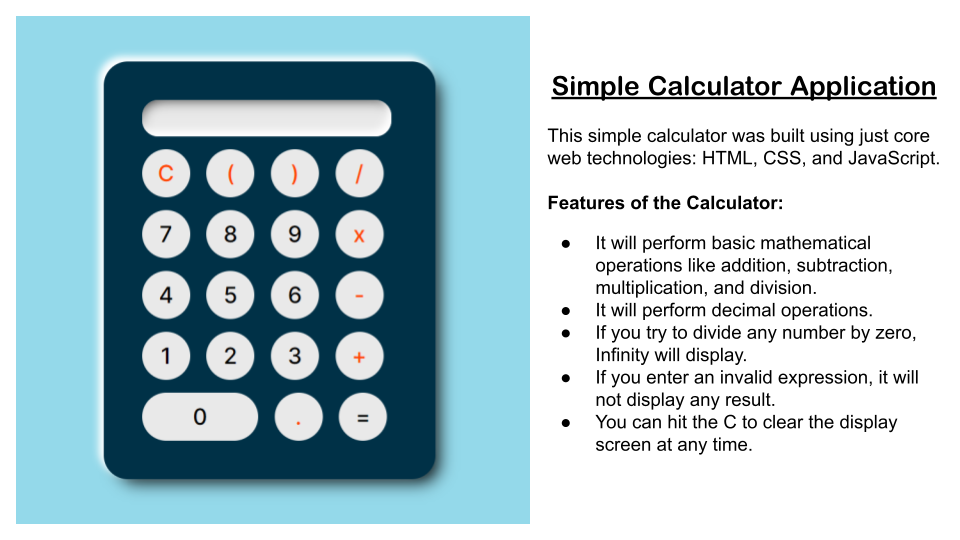 C ( ) /
7 8 9 x
4 5 6 -
1 2 3 +
0 . =
Simple Calculator Application
This simple calculator was built using just core
web technologies: HTML, CSS, and JavaScript.
Features of the Calculator:
● It will perform basic mathematical
operations like addition, subtraction,
multiplication, and division.
● It will perform decimal operations.
● If you try to divide any number by zero,
Infinity will display.
● If you enter an invalid expression, it will
not display any result.
● You can hit the C to clear the display
screen at any time.